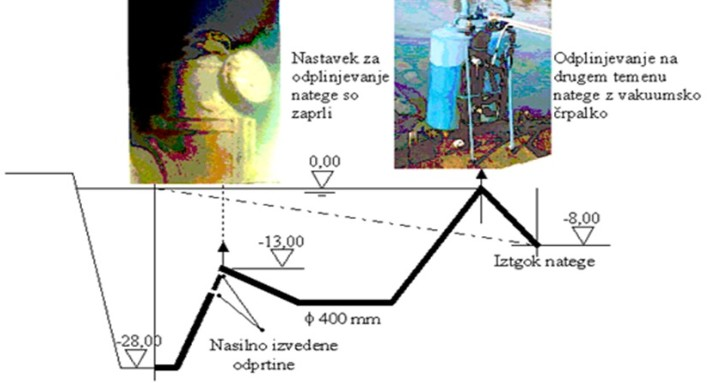 Nastavek za
odplinjevanje
natege so
zaprli
Odplinjevanje na
drugem temenu
natege z vakuumsko
črpalko
0,00
-8,00
-13,00
Iztgok natege
ϕ 400 mm
-28,00
Nasilno izvedene
odprtine